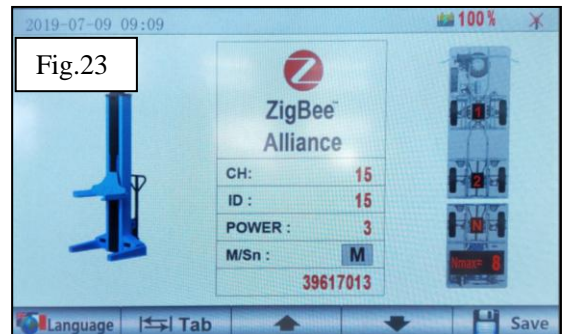 2019-07-09 09:09
100%
Fig.23
Z
ZigBee™
Alliance
CH: 15
ID : 15
POWER : 3
M/Sn : M
39617013
1
2
N
Nmax= 8
Language
Tab
Save